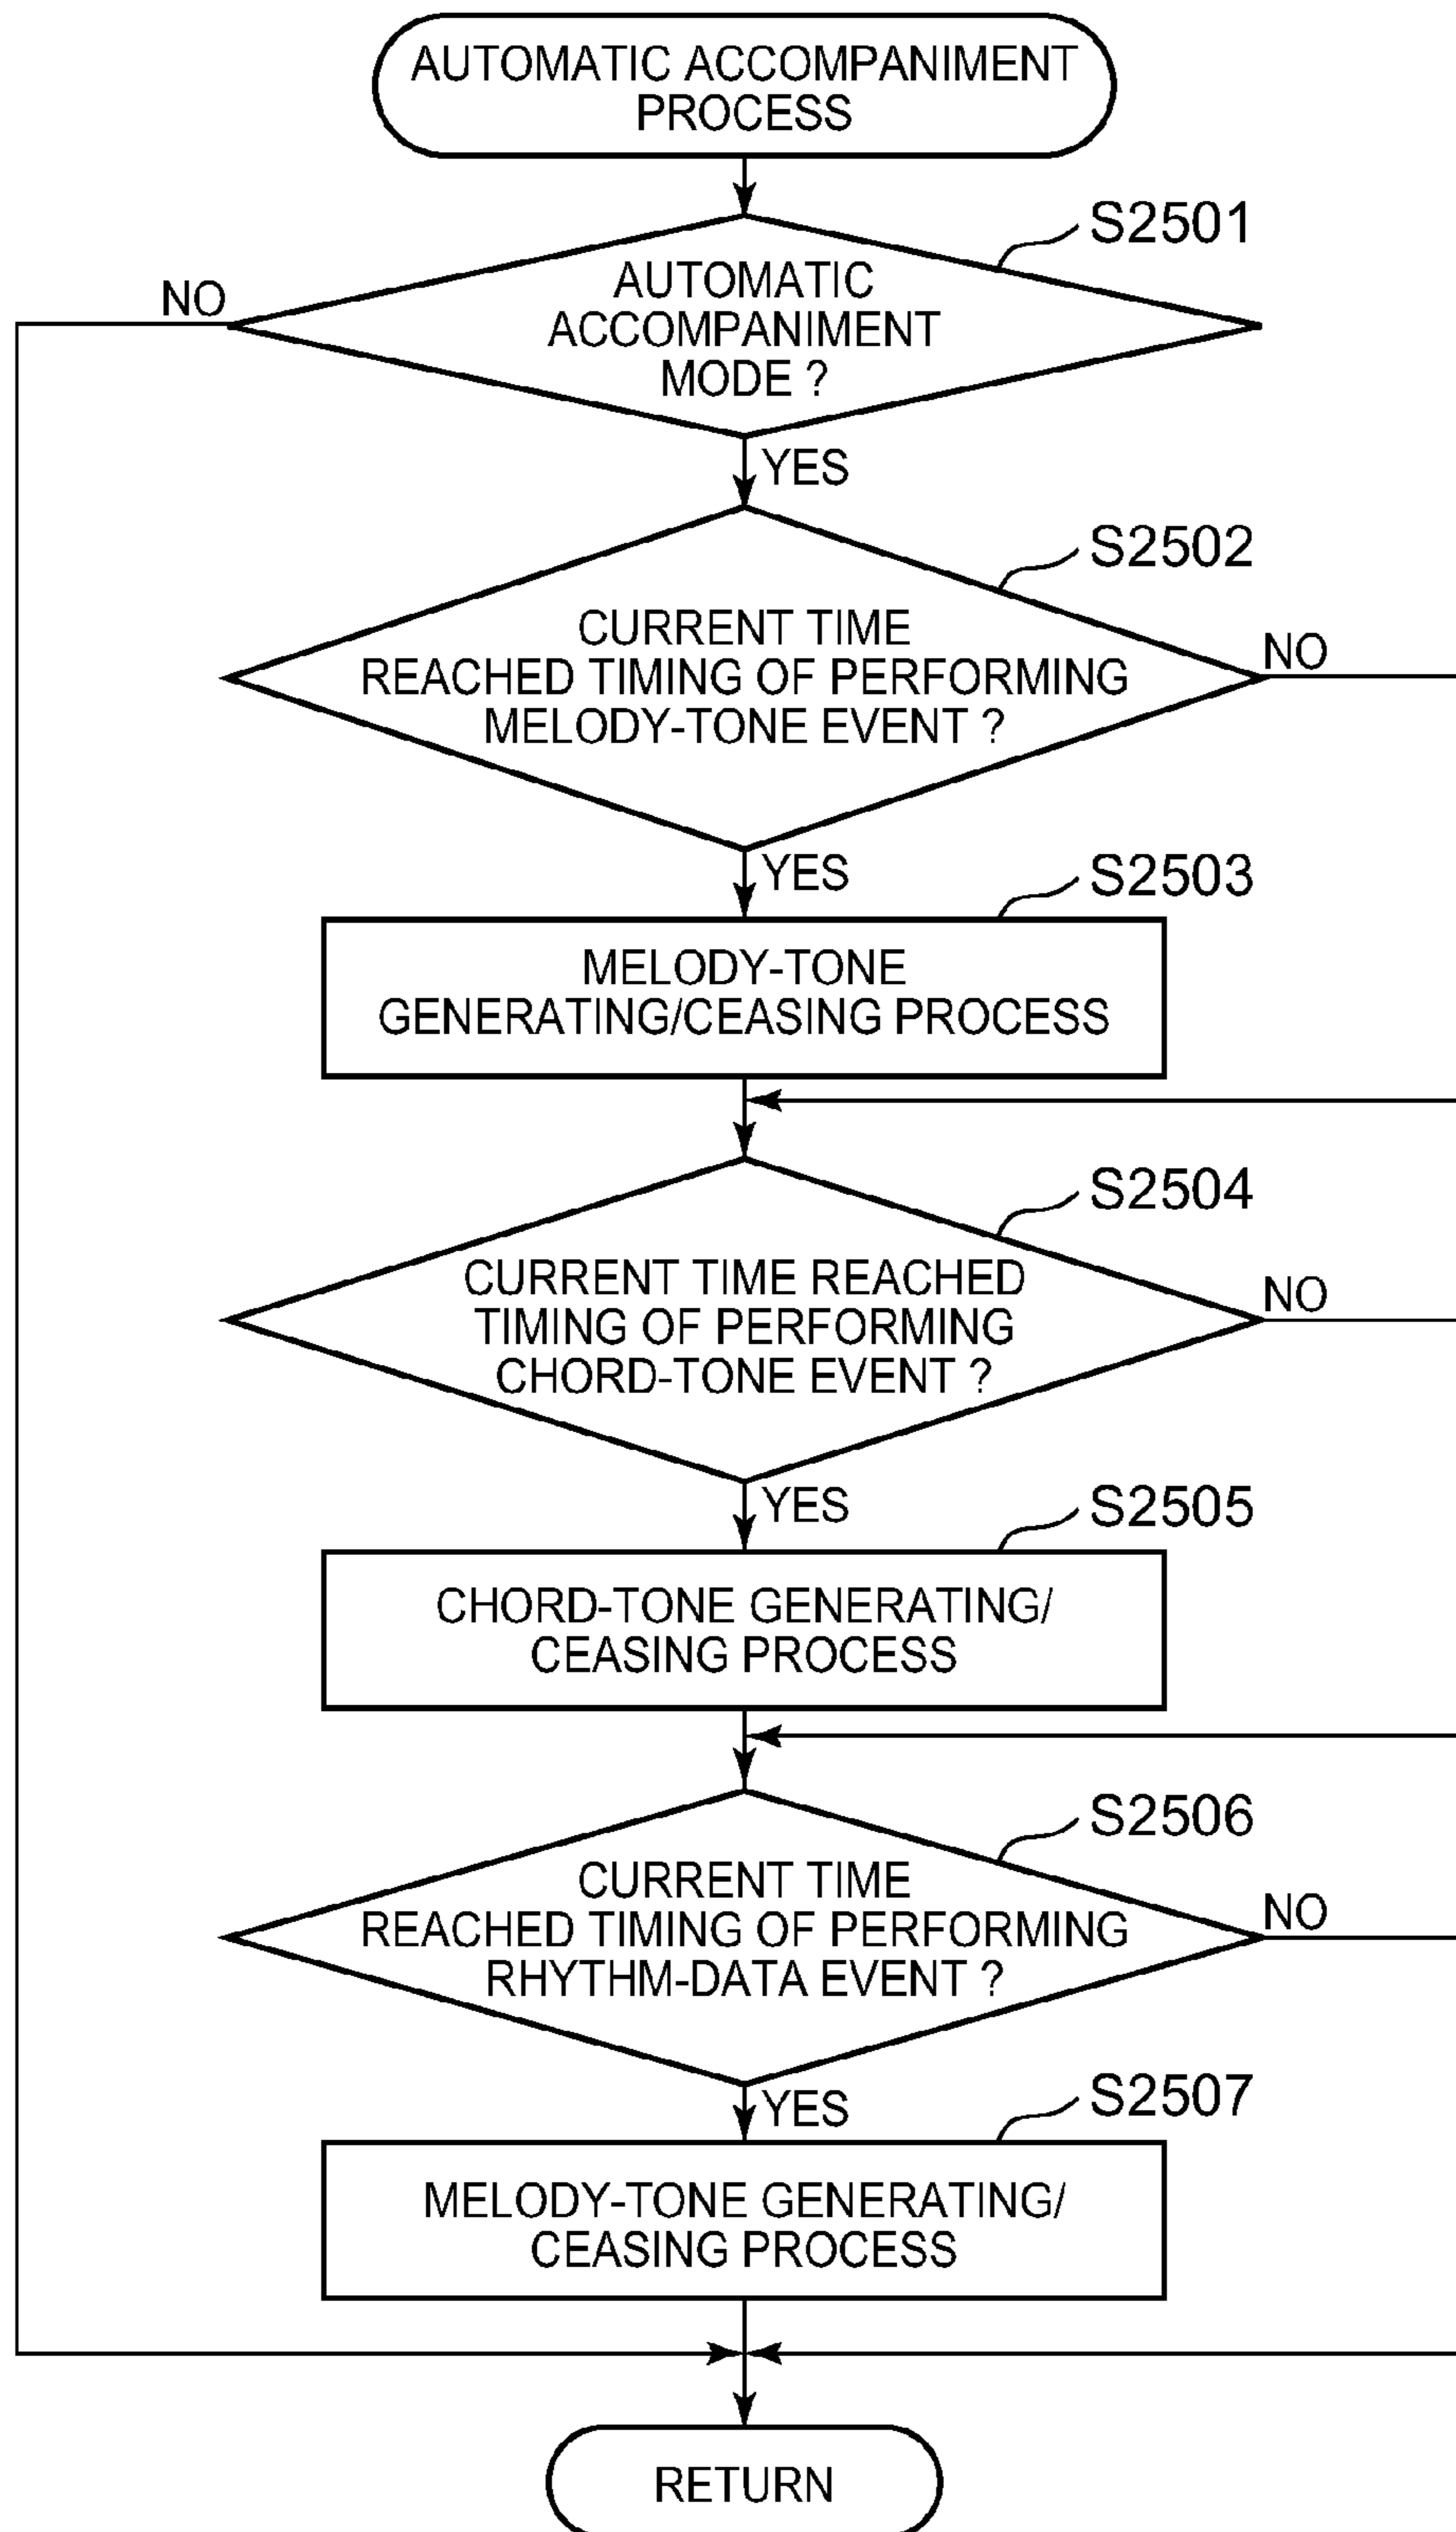 AUTOMATIC ACCOMPANIMENT
PROCESS
S2501
NO
AUTOMATIC
ACCOMPANIMENT
MODE ?
YES
S2502
CURRENT TIME
REACHED TIMING OF PERFORMING
MELODY-TONE EVENT ?
NO
YES
S2503
MELODY-TONE
GENERATING/CEASING PROCESS
S2504
CURRENT TIME REACHED
TIMING OF PERFORMING
CHORD-TONE EVENT ?
NO
YES
S2505
CHORD-TONE GENERATING/
CEASING PROCESS
S2506
CURRENT TIME
REACHED TIMING OF PERFORMING
RHYTHM-DATA EVENT ?
NO
YES
S2507
MELODY-TONE GENERATING/
CEASING PROCESS
RETURN